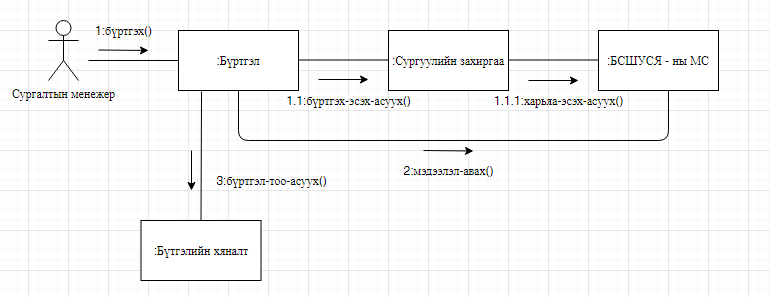 1:бүртгэх()
:Бүртгэл
:Сургуулийн захиргаа
:БСШУСЯ - ны МС
Сургалтын менежер
1.1:бүртгэх-эсэх-асуух()
1.1.1:харьяа-эсэх-асуух()
2:мэдээлэл-авах()
3:бүртгэл-тоо-асуух()
:Бүтгэлийн хяналт